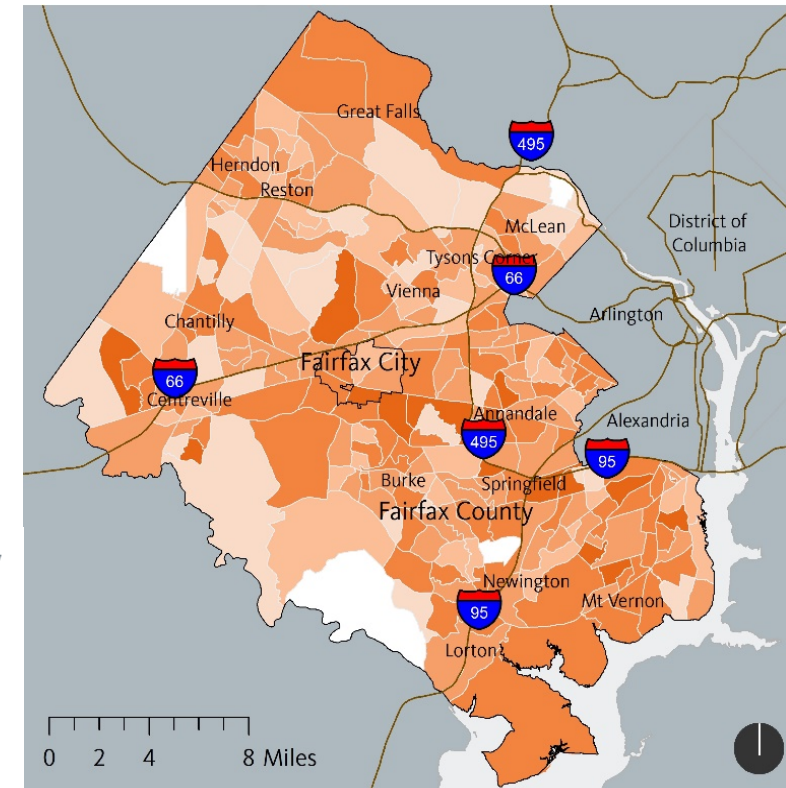 Great Falls
495
Herndon
Reston
McLean
District of
Columbia
Tysons Corner
66
Vienna
Arlington
Chantilly
Fairfax City
66
Centreville
Annandale
Alexandria
495
95
Burke
Springfield
Fairfax County
Newington
95
Mt Vernon
Lorton
0 2 4 8 Miles